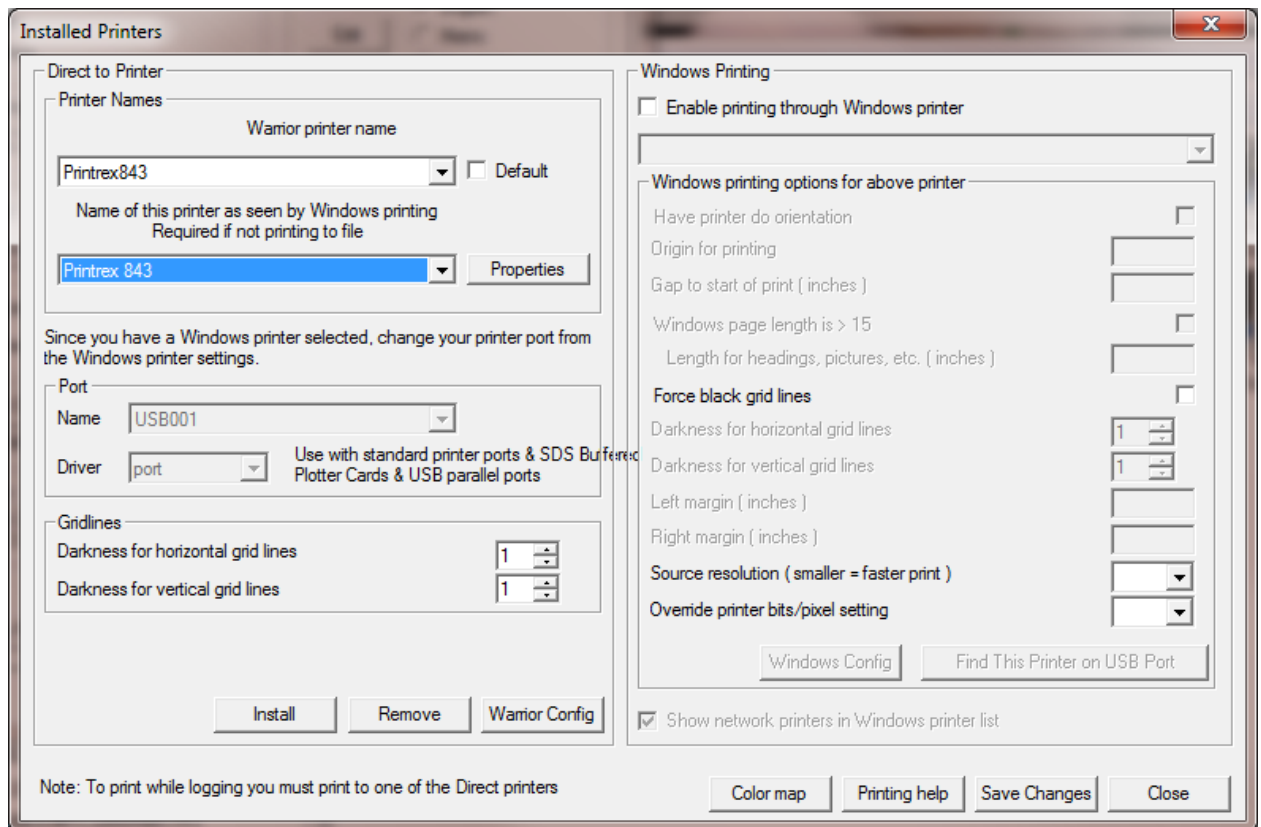 Installed Printers
Direct to Printer
Printer Names
Warrior printer name
Printrex843
Default
Name of this printer as seen by Windows printing
Required if not printing to file
Printrex 843
Properties
Since you have a Windows printer selected, change your printer port from
the Windows printer settings.
Port
Name
USB001
Driver
port
Use with standard printer ports & SDS Buffered
Plotter Cards & USB parallel ports
Gridlines
Darkness for horizontal grid lines
1
Darkness for vertical grid lines
1
Install
Remove
Warrior Config
Windows Printing
Enable printing through Windows printer
Windows printing options for above printer
Have printer do orientation
Origin for printing
Gap to start of print ( inches )
Windows page length is > 15
Length for headings, pictures, etc. ( inches )
Force black grid lines
Darkness for horizontal grid lines
1
Darkness for vertical grid lines
1
Left margin ( inches )
Right margin ( inches )
Source resolution ( smaller = faster print )
Override printer bits/pixel setting
Windows Config
Find This Printer on USB Port
Show network printers in Windows printer list
Note: To print while logging you must print to one of the Direct printers
Color map
Printing help
Save Changes
Close